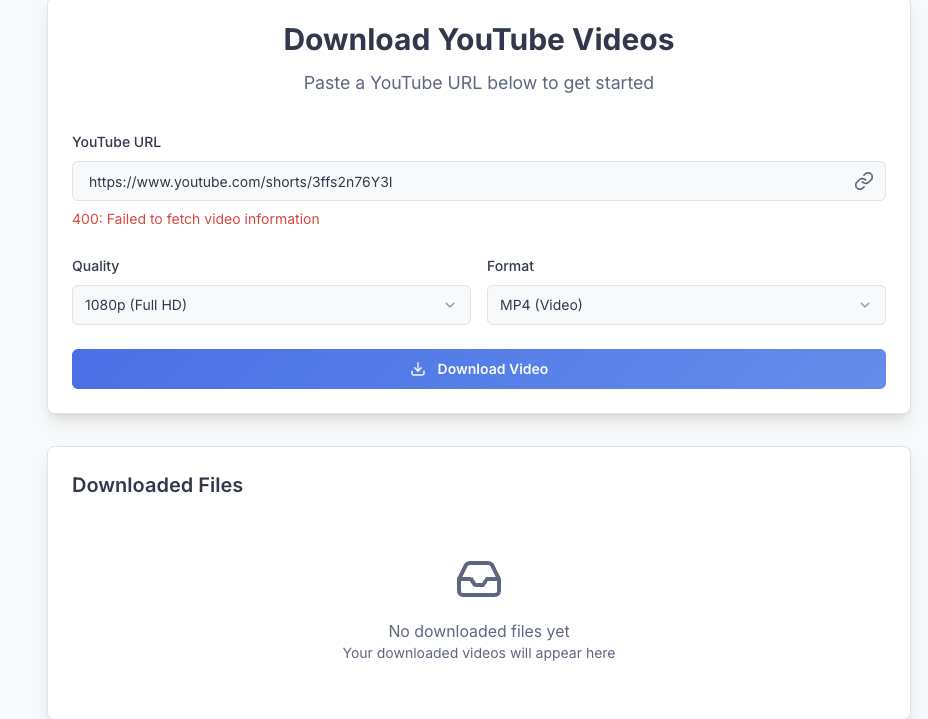 Download YouTube Videos
Paste a YouTube URL below to get started
YouTube URL
https://www.youtube.com/shorts/3ffs2n76Y3I
400: Failed to fetch video information
Quality
Format
1080p (Full HD)
MP4 (Video)
Download Video
Downloaded Files
No downloaded files yet
Your downloaded videos will appear here